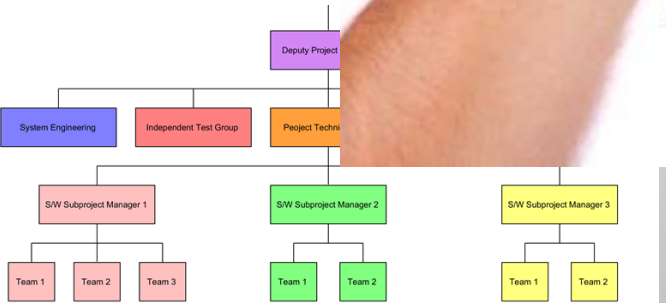 Deputy Project
System Engineering
Independent Test Group
Peoject
S/W Subproject Manager 1
S/W Subproject Manager 2
S/W Subproject Manager 3
Team 1
Team 2
Team 3
Team 1
Team 2
Team 1
Team 2